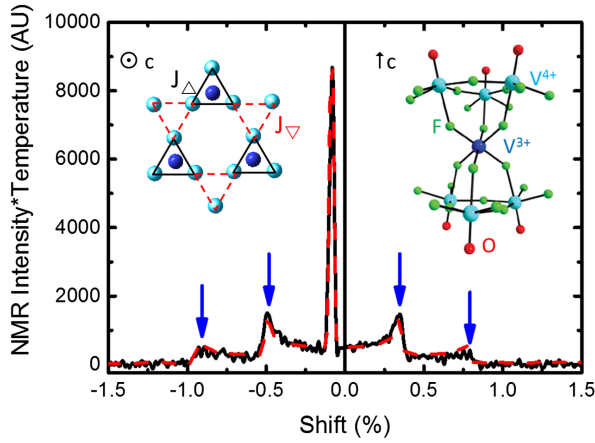 NMR Intensity*Temperature (AU)
10000
8000
6000
4000
2000
0
⊙ c
J△
J▽
↑c
V⁴⁺
F
V³⁺
O
-1.5 -1.0 -0.5 0.0 0.5 1.0 1.5
Shift (%)